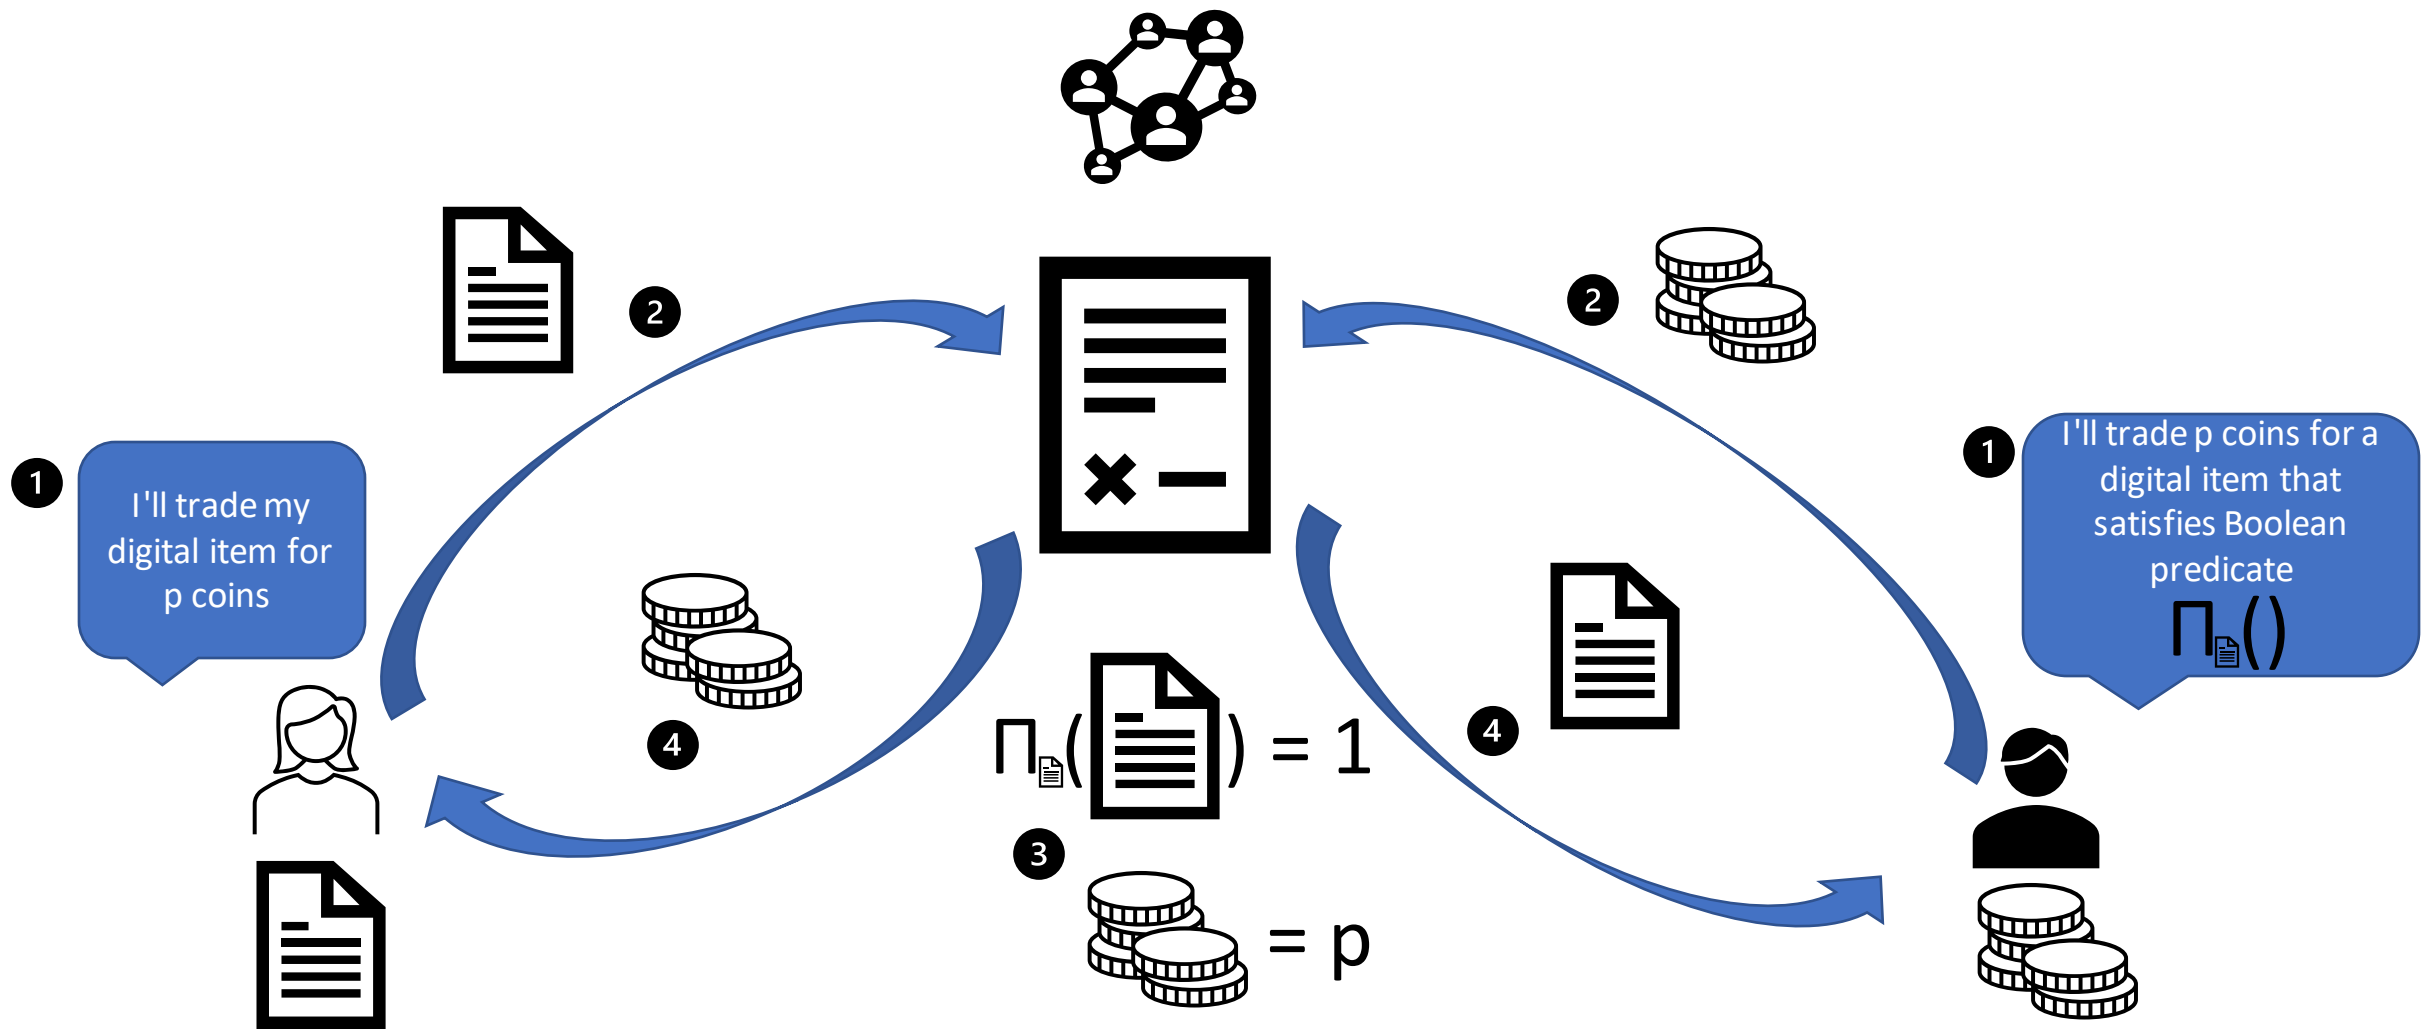 2
2
1
I'll trade my
digital item for
p coins
1
I'll trade p coins for a
digital item that
satisfies Boolean
predicate
Π()
4
Π( ) = 1
4
3
= p